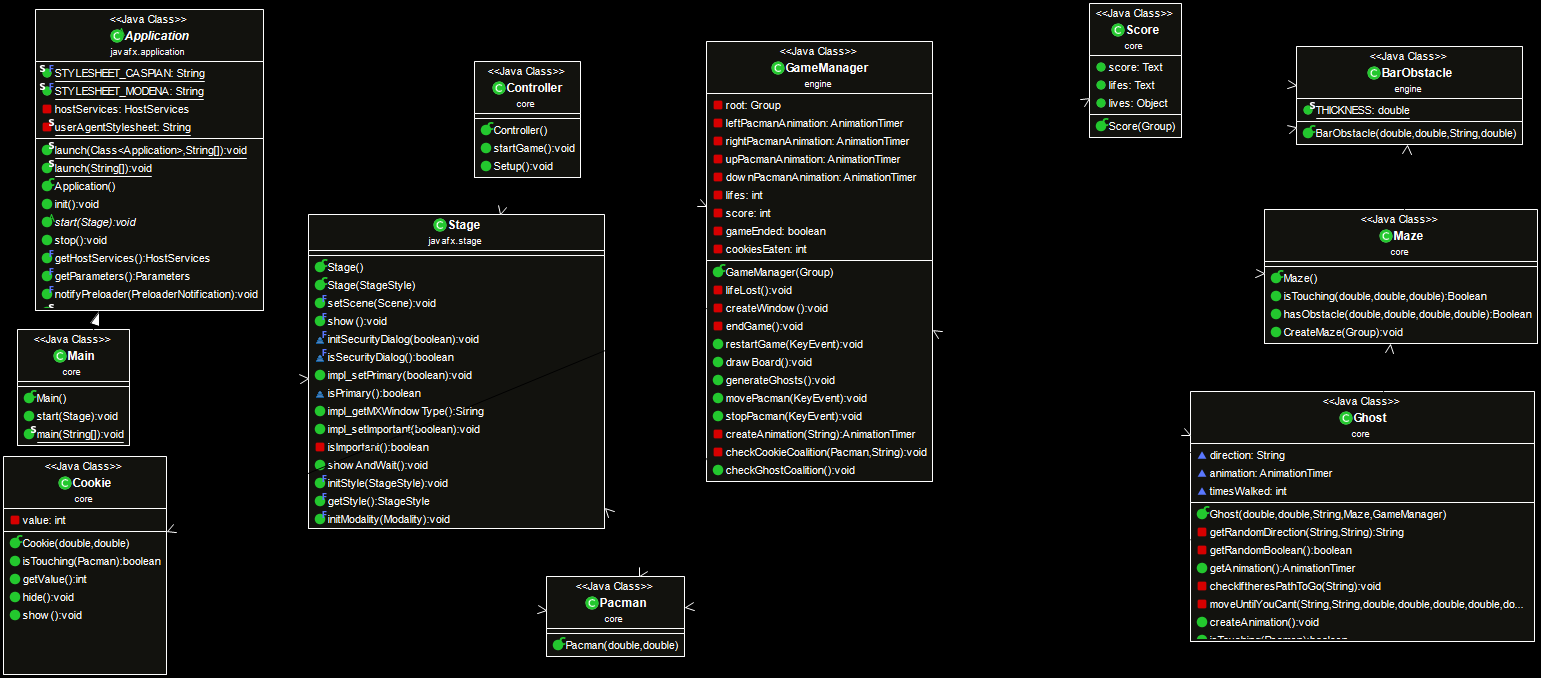 <<Java Class>>
Application
javafx.application
STYLESHEET_CASPIAN: String
STYLESHEET_MODENA: String
hostServices: HostServices
userAgentStylesheet: String
launch(Class<Application>,String[]):void
launch(String[]):void
Application()
init():void
start(Stage):void
stop():void
getHostServices():HostServices
getParameters():Parameters
notifyPreloader(PreloaderNotification):void
<<Java Class>>
Main
core
Main()
start(Stage):void
main(String[]):void
<<Java Class>>
Cookie
core
value: int
Cookie(double,double)
isTouching(Pacman):boolean
getValue():int
hide():void
show():void
<<Java Class>>
Controller
core
Controller()
startGame():void
Setup():void
<<Java Class>>
Stage
javafx.stage
Stage()
Stage(StageStyle)
setScene(Scene):void
show():void
initSecurityDialog(boolean):void
isSecurityDialog():boolean
impl_setPrimary(boolean):void
isPrimary():boolean
impl_getMXWindowType():String
impl_setImportant(boolean):void
isImportant():boolean
showAndWait():void
initStyle(StageStyle):void
getStyle():StageStyle
initModality(Modality):void
<<Java Class>>
Pacman
core
Pacman(double,double)
<<Java Class>>
GameManager
engine
root: Group
leftPacmanAnimation: AnimationTimer
rightPacmanAnimation: AnimationTimer
upPacmanAnimation: AnimationTimer
downPacmanAnimation: AnimationTimer
lifes: int
score: int
gameEnded: boolean
cookiesEaten: int
GameManager(Group)
lifeLost():void
createWindow():void
endGame():void
restartGame(KeyEvent):void
drawBoard():void
generateGhosts():void
movePacman(KeyEvent):void
stopPacman(KeyEvent):void
createAnimation(String):AnimationTimer
checkCookieCoalition(Pacman,String):void
checkGhostCoalition():void
<<Java Class>>
Score
core
score: Text
lifes: Text
lives: Object
Score(Group)
<<Java Class>>
BarObstacle
engine
THICKNESS: double
BarObstacle(double,double,String,double)
<<Java Class>>
Maze
core
Maze()
isTouching(double,double,double):Boolean
hasObstacle(double,double,double,double):Boolean
CreateMaze(Group):void
<<Java Class>>
Ghost
core
direction: String
animation: AnimationTimer
timesWalked: int
Ghost(double,double,String,Maze,GameManager)
getRandomDirection(String,String):String
getRandomBoolean():boolean
getAnimation():AnimationTimer
checkIftheresPathToGo(String):void
moveUntilYouCant(String,String,double,double,double,double,do...
createAnimation():void
isTouching(Pacman):boolean